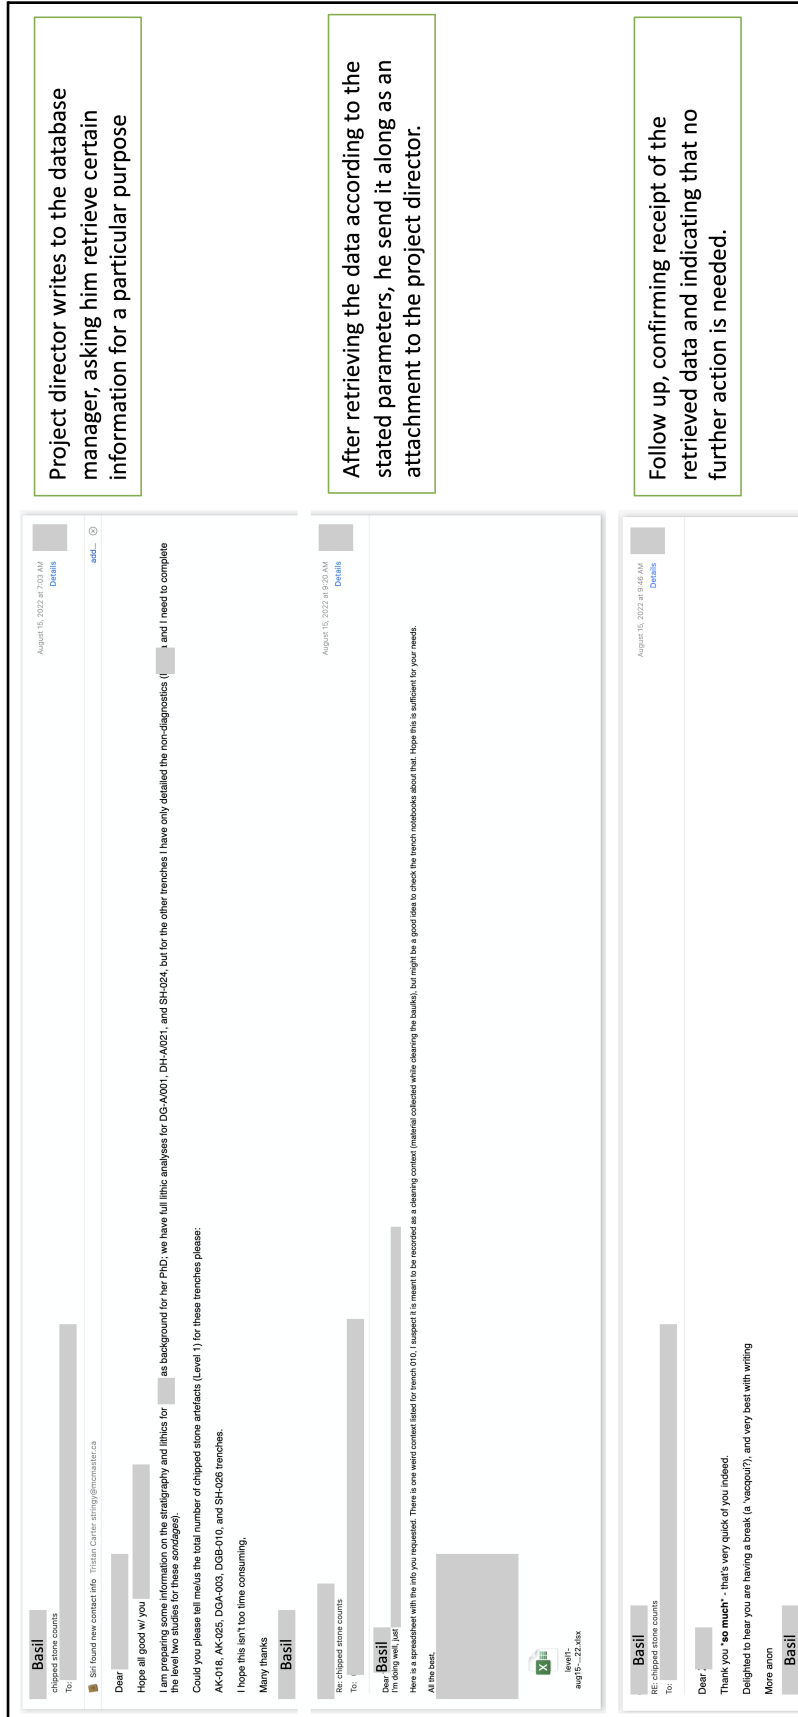 Basil
August 15, 2022 at 7:03 AM
chipped stone counts
Details
To:
Siri found new contact info Tristan Carter stringy@mcmaster.ca
add...
Dear
Hope all good w/ you
I am preparing some information on the stratigraphy and lithics for as background for her PhD; we have full lithic analyses for DG-A/001, DH-A/021, and SH-024, but for the other trenches I have only detailed the non-diagnostics ( and I need to complete
the level two studies for these sondages).
Could you please tell me/us the total number of chipped stone artefacts (Level 1) for these trenches please:
AK-018, AK-025, DGA-003, DGB-010, and SH-026 trenches.
I hope this isn't too time consuming,
Many thanks
Basil
Project director writes to the database
manager, asking him retrieve certain
information for a particular purpose
August 15, 2022 at 9:20 AM
Re: chipped stone counts
Details
To:
Dear Basil
I'm doing well, just
Here is a spreadsheet with the info you requested. There is one weird context listed for trench 010, I suspect it is meant to be recorded as a cleaning context (material collected while cleaning the baulks), but might be a good idea to check the trench notebooks about that. Hope this is sufficient for your needs.
All the best,
level1-
aug15-...22.xlsx
After retrieving the data according to the
stated parameters, he send it along as an
attachment to the project director.
Basil
August 15, 2022 at 9:46 AM
RE: chipped stone counts
Details
To:
Dear
Thank you *so much* - that's very quick of you indeed.
Delighted to hear you are having a break (a 'vacqoui?), and very best with writing
More anon
Basil
Follow up, confirming receipt of the
retrieved data and indicating that no
further action is needed.